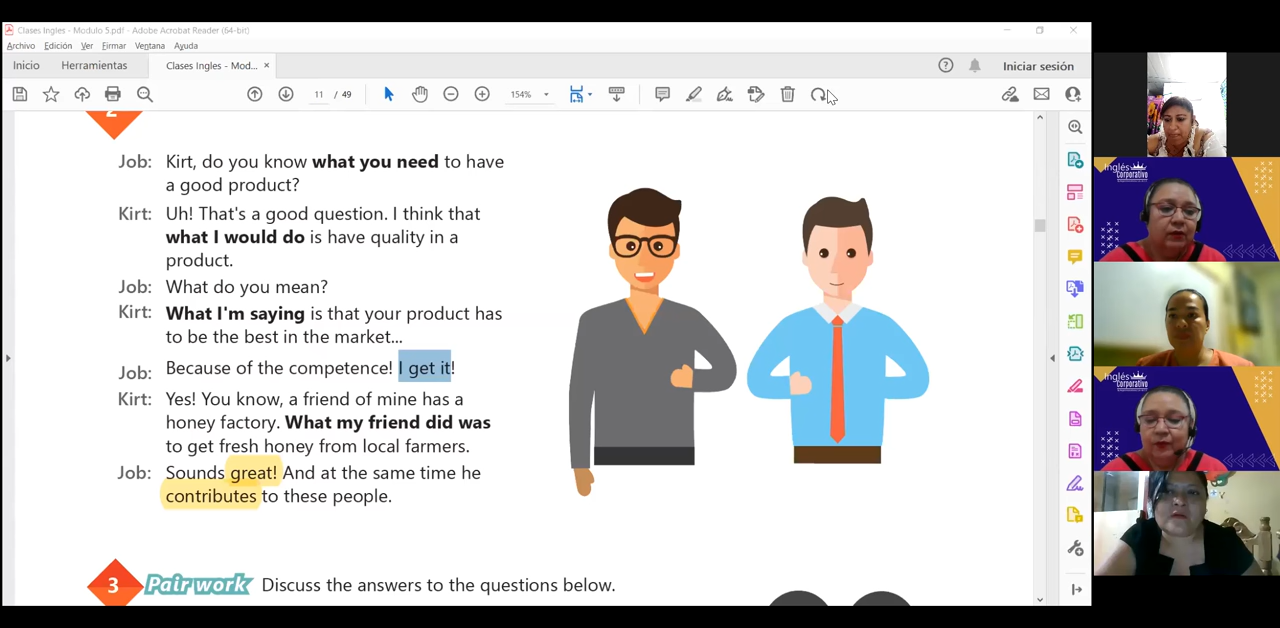 Clases Ingles - Modulo 5.pdf - Adobe Acrobat Reader (64-bit)
Archivo Edición Ver Firmar Ventana Ayuda
Inicio Herramientas Clases Ingles - Mod... × Iniciar sesión
11 / 49 154%
2
Job: Kirt, do you know what you need to have
a good product?
Kirt: Uh! That's a good question. I think that
what I would do is have quality in a
product.
Job: What do you mean?
Kirt: What I'm saying is that your product has
to be the best in the market...
Job: Because of the competence! I get it!
Kirt: Yes! You know, a friend of mine has a
honey factory. What my friend did was
to get fresh honey from local farmers.
Job: Sounds great! And at the same time he
contributes to these people.
3 Pair work Discuss the answers to the questions below.
Inglés
Corporativo
Inglés
Corporativo